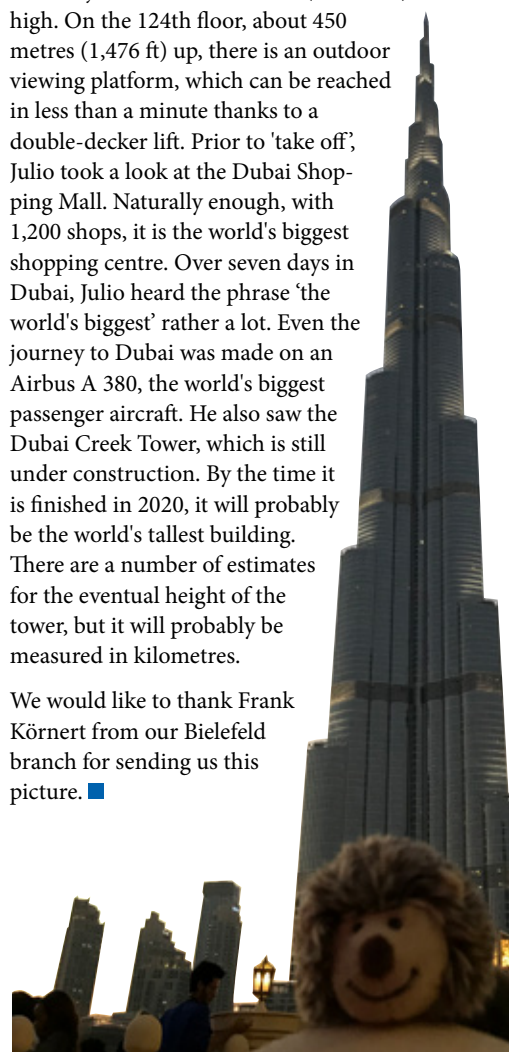 high. On the 124th floor, about 450
metres (1,476 ft) up, there is an outdoor
viewing platform, which can be reached
in less than a minute thanks to a
double-decker lift. Prior to 'take off’,
Julio took a look at the Dubai Shop-
ping Mall. Naturally enough, with
1,200 shops, it is the world's biggest
shopping centre. Over seven days in
Dubai, Julio heard the phrase ‘the
world's biggest’ rather a lot. Even the
journey to Dubai was made on an
Airbus A 380, the world's biggest
passenger aircraft. He also saw the
Dubai Creek Tower, which is still
under construction. By the time it
is finished in 2020, it will probably
be the world's tallest building.
There are a number of estimates
for the eventual height of the
tower, but it will probably be
measured in kilometres.
We would like to thank Frank
Körnert from our Bielefeld
branch for sending us this
picture.